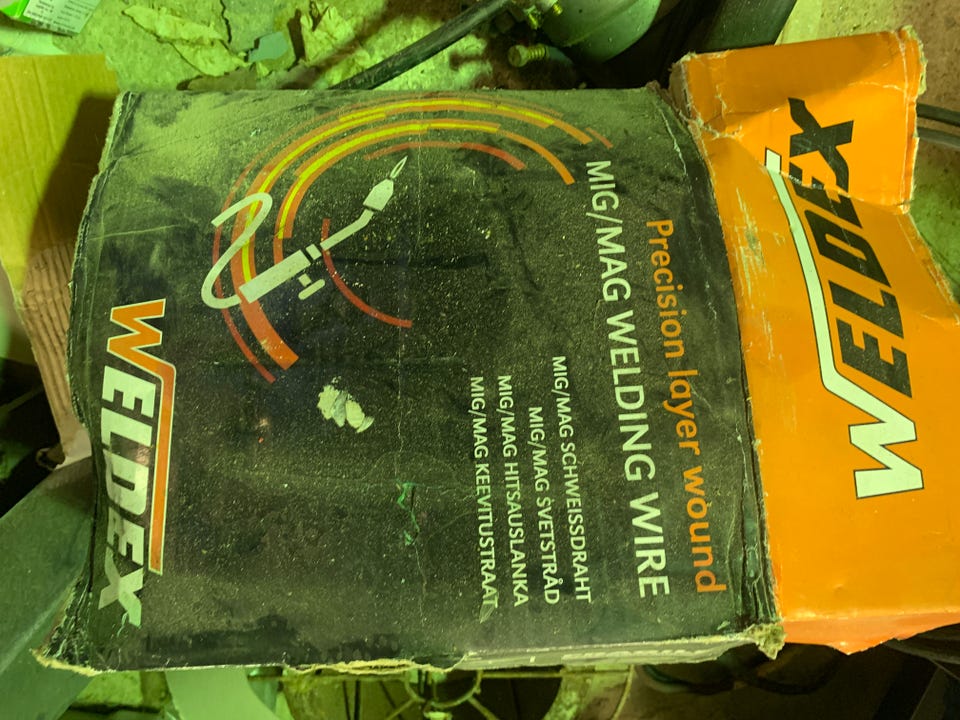 WELDEX
Precision layer wound
MIG/MAG WELDING WIRE
MIG/MAG SCHWEISSDRAHT
MIG/MAG SVETSTRÅD
MIG/MAG HITSAUSLANKA
MIG/MAG KEEVITUSTRAAT
WELDEX